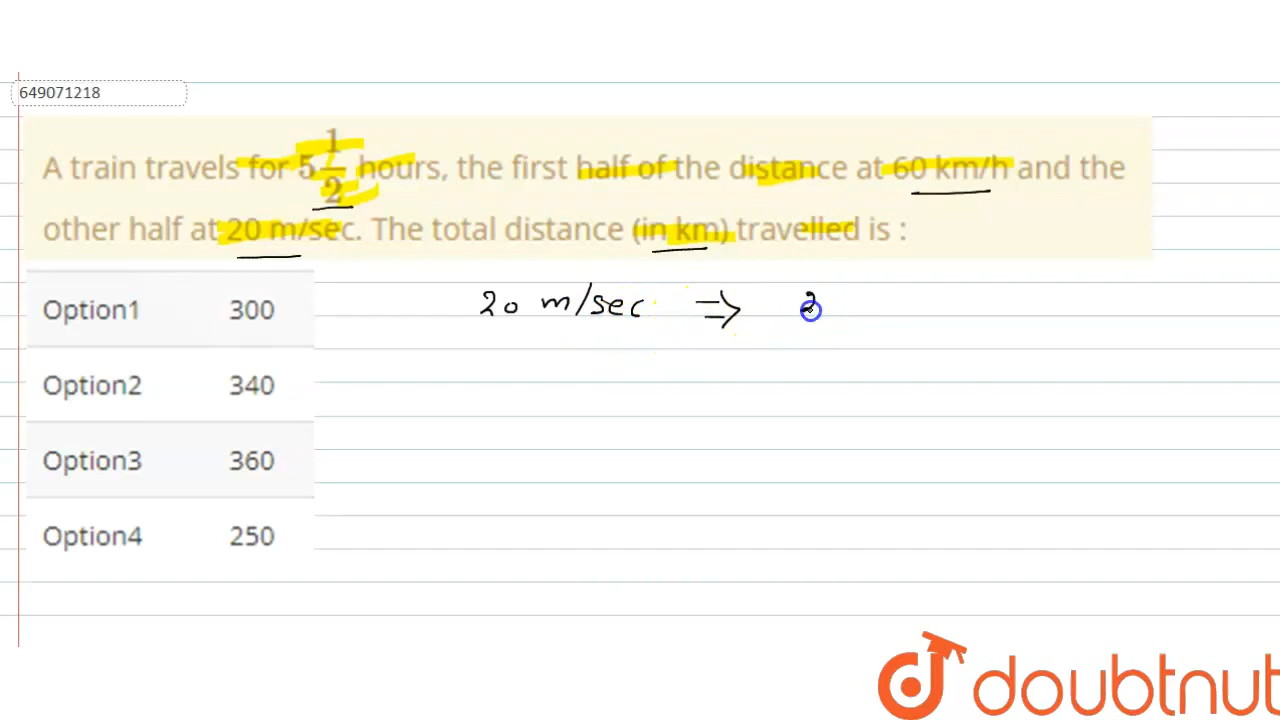 649071218
A train travels for 5 1/2 hours, the first half of the distance at 60 km/h and the
other half at 20 m/sec. The total distance (in km) travelled is :
Option1 300
20 m/sec ⇒ 2
Option2 340
Option3 360
Option4 250
doubtnut